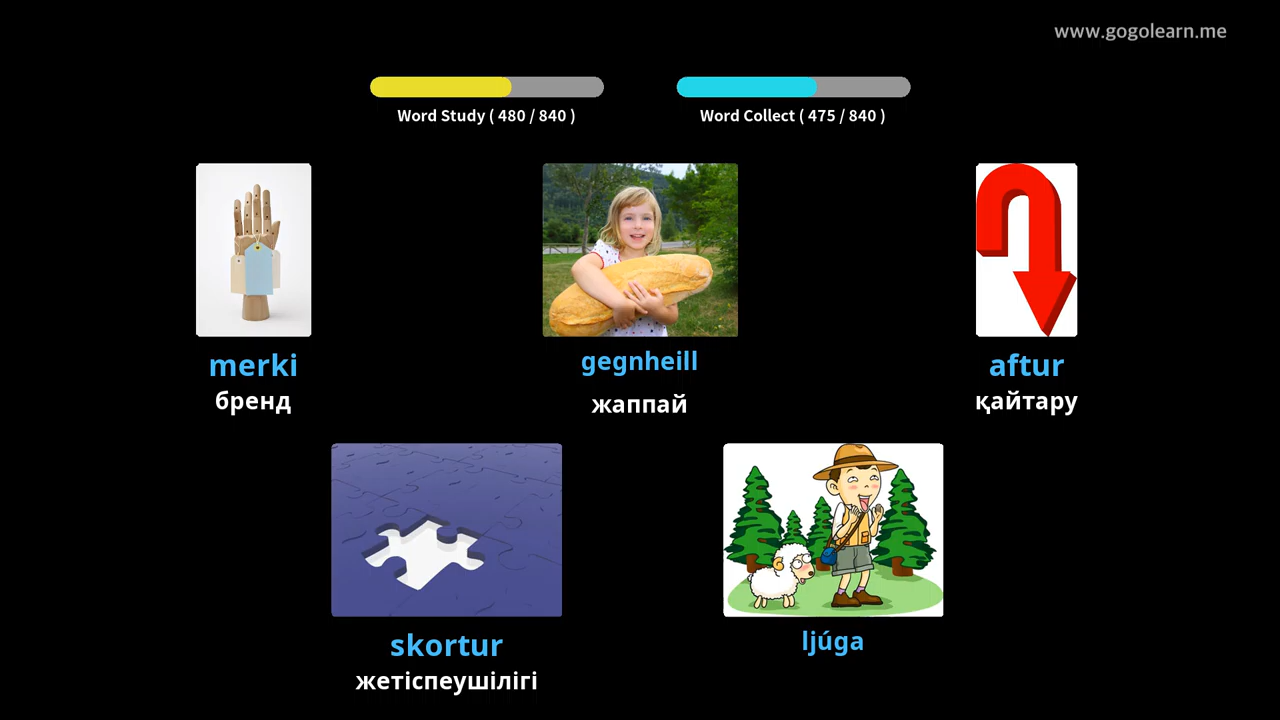 www.gogolearn.me
Word Study ( 480 / 840 )
Word Collect ( 475 / 840 )
merki
бренд
gegnheill
жаппай
aftur
қайтару
skortur
жетіспеушілігі
ljúga